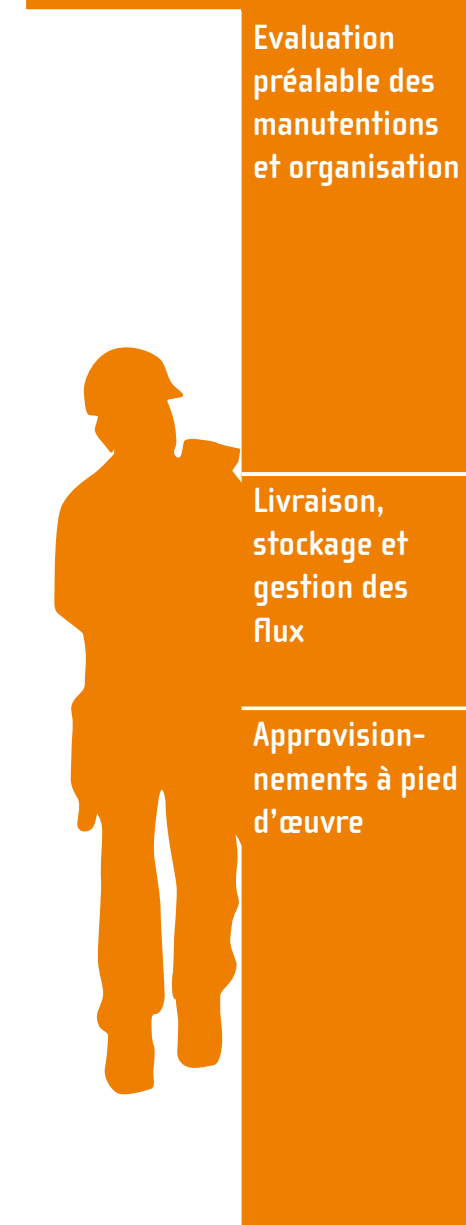 Evaluation
préalable des
manutentions
et organisation
Livraison,
stockage et
gestion des
flux
Approvision-
nements à pied
d’œuvre